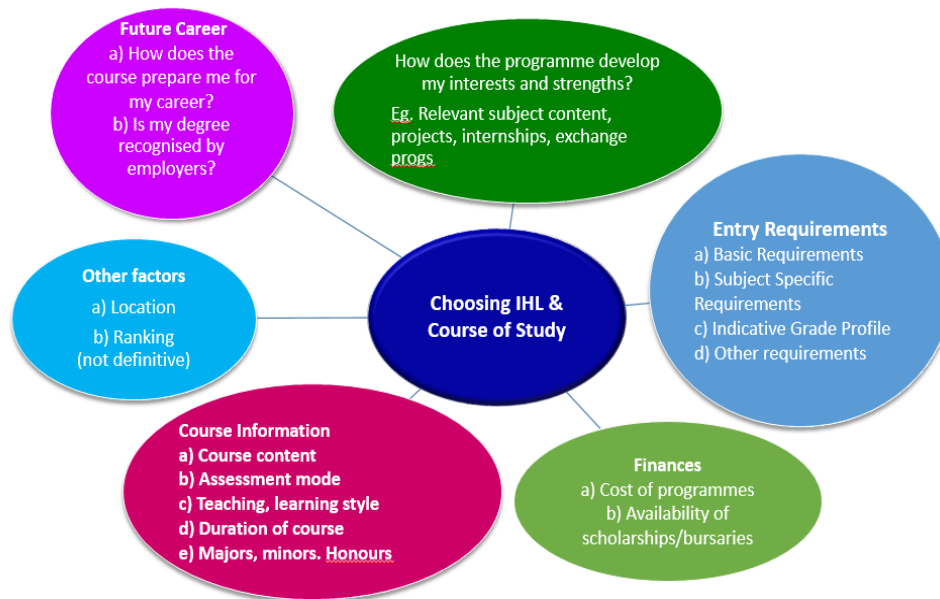 Future Career
a) How does the
course prepare me for
my career?
b) Is my degree
recognised by
employers?
How does the programme develop
my interests and strengths?
Eg. Relevant subject content,
projects, internships, exchange
progs
Entry Requirements
a) Basic Requirements
b) Subject Specific
Requirements
c) Indicative Grade Profile
d) Other requirements
Other factors
a) Location
b) Ranking
(not definitive)
Choosing IHL &
Course of Study
Course Information
a) Course content
b) Assessment mode
c) Teaching, learning style
d) Duration of course
e) Majors, minors. Honours
Finances
a) Cost of programmes
b) Availability of
scholarships/bursaries